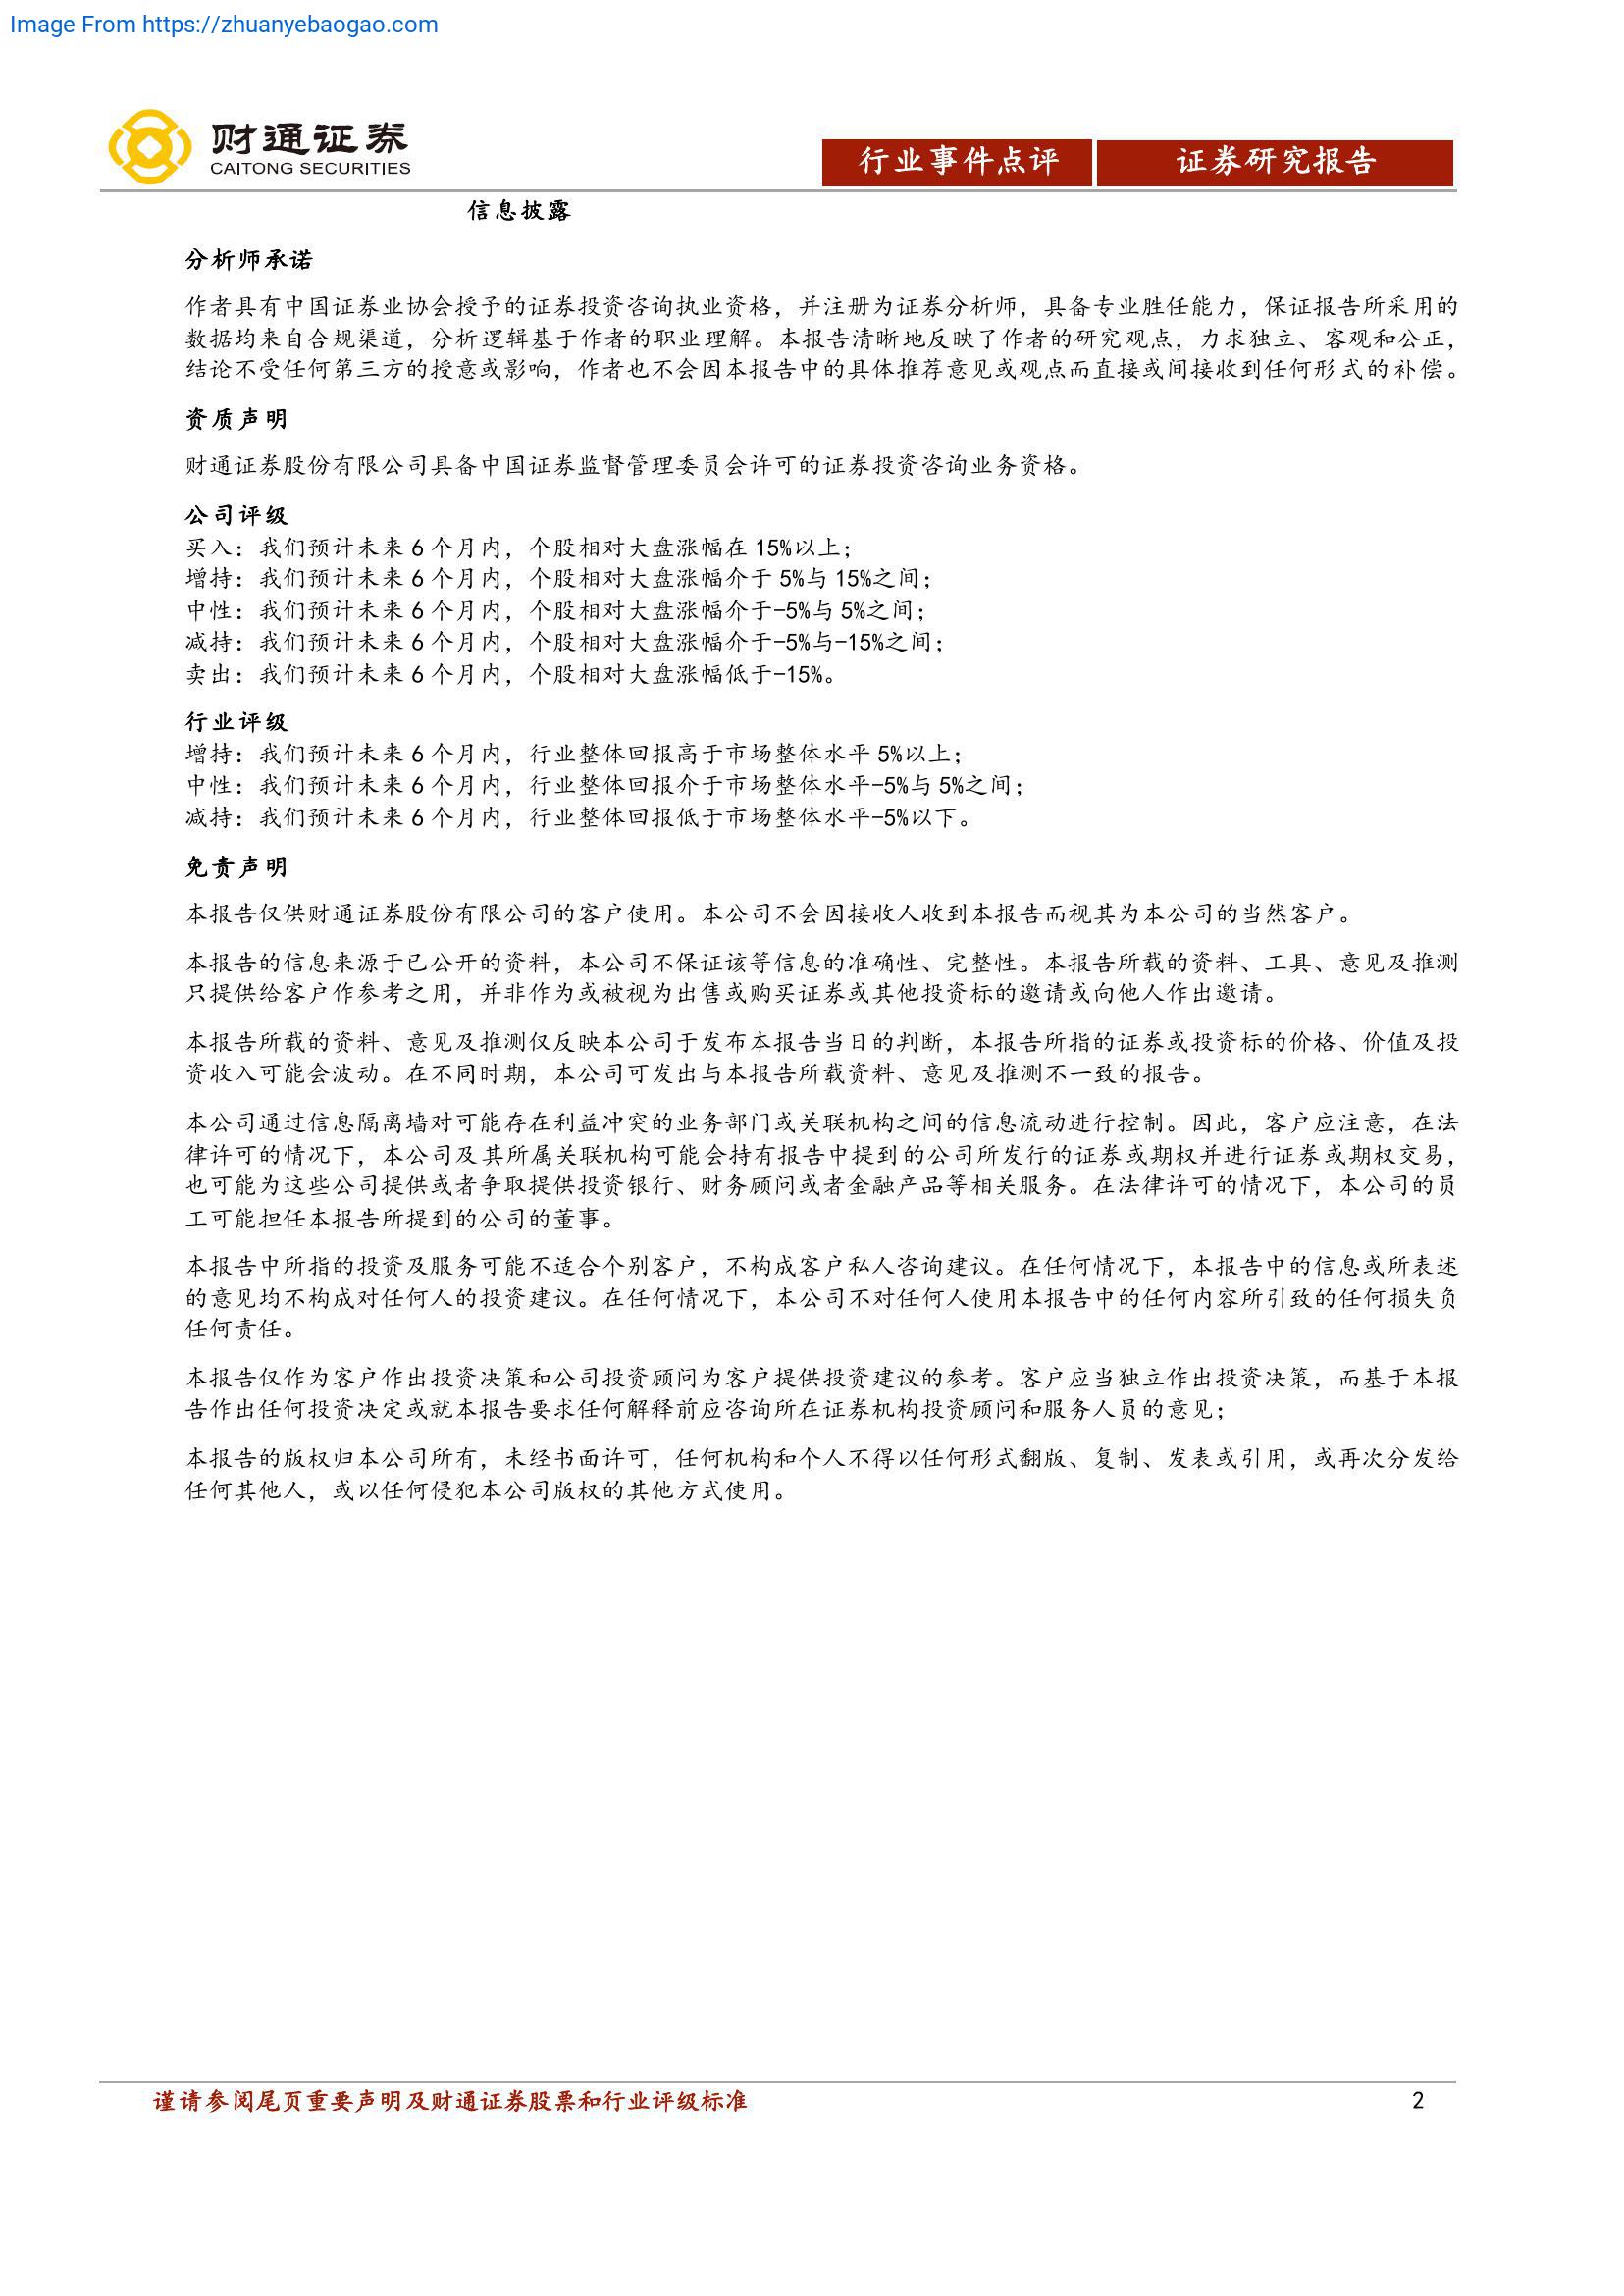 Image From https://zhuanyebaogao.com
财通证券
CAITONG SECURITIES
行业事件点评
证券研究报告
信息披露
分析师承诺
作者具有中国证券业协会授予的证券投资咨询执业资格，并注册为证券分析师，具备专业胜任能力，保证报告所采用的
数据均来自合规渠道，分析逻辑基于作者的职业理解。本报告清晰地反映了作者的研究观点，力求独立、客观和公正，
结论不受任何第三方的授意或影响，作者也不会因本报告中的具体推荐意见或观点而直接或间接收到任何形式的补偿。
资质声明
财通证券股份有限公司具备中国证券监督管理委员会许可的证券投资咨询业务资格。
公司评级
买入：我们预计未来 6 个月内，个股相对大盘涨幅在 15%以上；
增持：我们预计未来 6 个月内，个股相对大盘涨幅介于 5%与 15%之间；
中性：我们预计未来 6 个月内，个股相对大盘涨幅介于-5%与 5%之间；
减持：我们预计未来 6 个月内，个股相对大盘涨幅介于-5%与-15%之间；
卖出：我们预计未来 6 个月内，个股相对大盘涨幅低于-15%。
行业评级
增持：我们预计未来 6 个月内，行业整体回报高于市场整体水平 5%以上；
中性：我们预计未来 6 个月内，行业整体回报介于市场整体水平-5%与 5%之间；
减持：我们预计未来 6 个月内，行业整体回报低于市场整体水平-5%以下。
免责声明
本报告仅供财通证券股份有限公司的客户使用。本公司不会因接收人收到本报告而视其为本公司的当然客户。
本报告的信息来源于已公开的资料，本公司不保证该等信息的准确性、完整性。本报告所载的资料、工具、意见及推测
只提供给客户作参考之用，并非作为或被视为出售或购买证券或其他投资标的邀请或向他人作出邀请。
本报告所载的资料、意见及推测仅反映本公司于发布本报告当日的判断，本报告所指的证券或投资标的价格、价值及投
资收入可能会波动。在不同时期，本公司可发出与本报告所载资料、意见及推测不一致的报告。
本公司通过信息隔离墙对可能存在利益冲突的业务部门或关联机构之间的信息流动进行控制。因此，客户应注意，在法
律许可的情况下，本公司及其所属关联机构可能会持有报告中提到的公司所发行的证券或期权并进行证券或期权交易，
也可能为这些公司提供或者争取提供投资银行、财务顾问或者金融产品等相关服务。在法律许可的情况下，本公司的员
工可能担任本报告所提到的公司的董事。
本报告中所指的投资及服务可能不适合个别客户，不构成客户私人咨询建议。在任何情况下，本报告中的信息或所表述
的意见均不构成对任何人的投资建议。在任何情况下，本公司不对任何人使用本报告中的任何内容所引致的任何损失负
任何责任。
本报告仅作为客户作出投资决策和公司投资顾问为客户提供投资建议的参考。客户应当独立作出投资决策，而基于本报
告作出任何投资决定或就本报告要求任何解释前应咨询所在证券机构投资顾问和服务人员的意见；
本报告的版权归本公司所有，未经书面许可，任何机构和个人不得以任何形式翻版、复制、发表或引用，或再次分发给
任何其他人，或以任何侵犯本公司版权的其他方式使用。
谨请参阅尾页重要声明及财通证券股票和行业评级标准
2